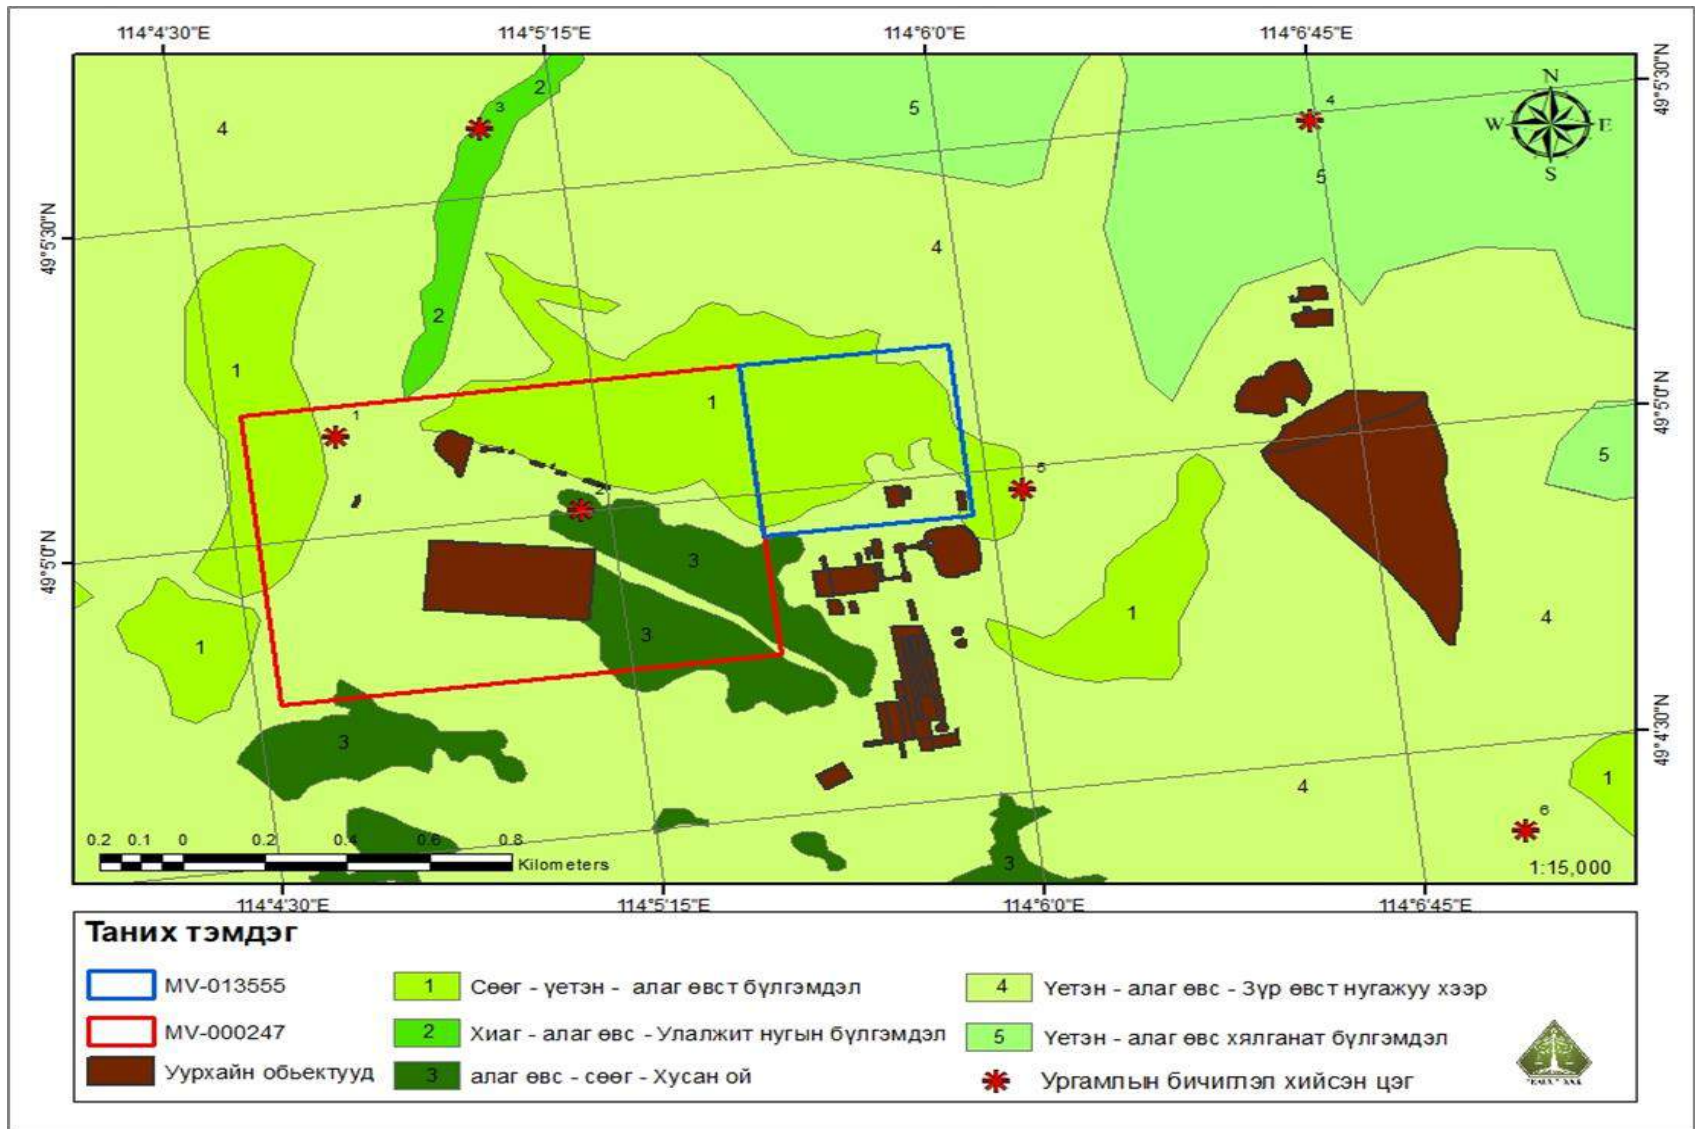 114°4'30"E 114°5'15"E 114°6'0"E 114°6'45"E
49°5'30"N
49°5'0"N
49°5'30"N
49°5'0"N
49°4'30"N
N
W E
S
4
2
3
5
4
5
4
2
1
1
1
5
2
5
3
3
1
1
4
3
4
1
6
3
0.2 0.1 0 0.2 0.4 0.6 0.8
Kilometers
1:15,000
114°4'30"E 114°5'15"E 114°6'0"E 114°6'45"E
Таних тэмдэг
MV-013555
MV-000247
Уурхайн обьектууд
1 Сөөг - үетэн - алаг өвст бүлгэмдэл
2 Хиаг - алаг өвс - Улалжит нугын бүлгэмдэл
3 алаг өвс - сөөг - Хусан ой
4 Үетэн - алаг өвс - Зүр өвст нугажуу хээр
5 Үетэн - алаг өвс хялганат бүлгэмдэл
Ургамлын бичиглэл хийсэн цэг